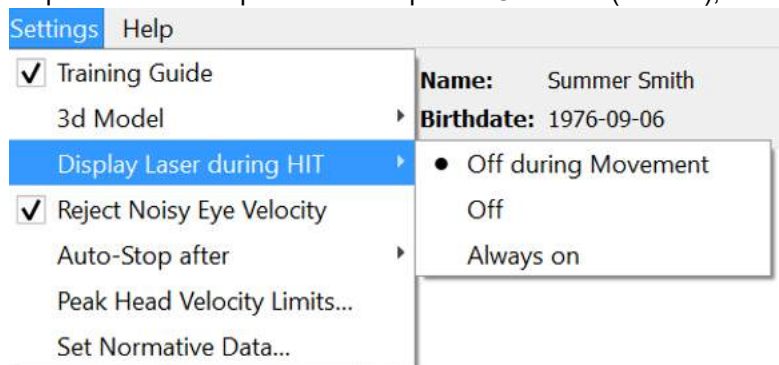 Settings Help
✓ Training Guide
3d Model
Display Laser during HIT
✓ Reject Noisy Eye Velocity
Auto-Stop after
Peak Head Velocity Limits...
Set Normative Data...
Name: Summer Smith
Birthdate: 1976-09-06
• Off during Movement
Off
Always on